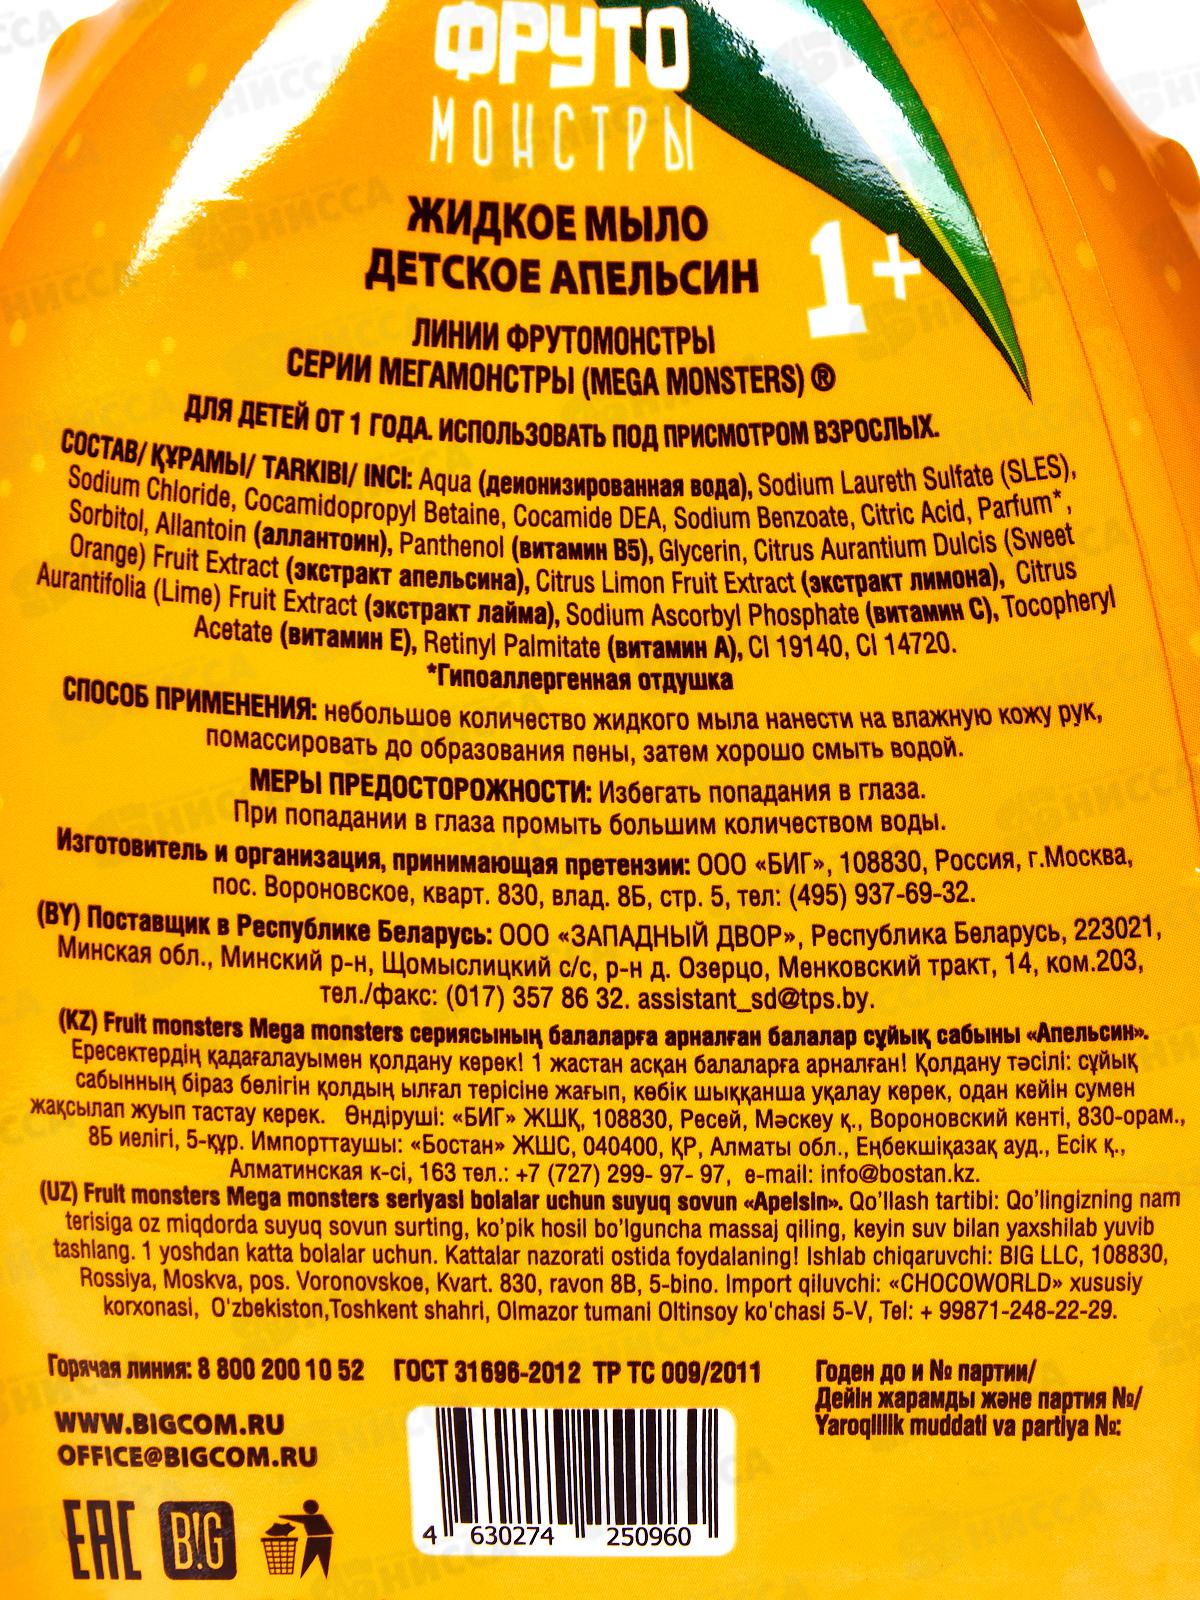 ФРУТО
МОНСТРЫ
ЖИДКОЕ МЫЛО
ДЕТСКОЕ АПЕЛЬСИН
1+
ЛИНИИ ФРУТОМОНСТРЫ
СЕРИИ МЕГАМОНСТРЫ (MEGA MONSTERS) ®
ДЛЯ ДЕТЕЙ ОТ 1 ГОДА. ИСПОЛЬЗОВАТЬ ПОД ПРИСМОТРОМ ВЗРОСЛЫХ.
СОСТАВ/ ҚҰРАМЫ/ TARKIBI/ INCI: Aqua (деионизированная вода), Sodium Laureth Sulfate (SLES),
Sodium Chloride, Cocamidopropyl Betaine, Cocamide DEA, Sodium Benzoate, Citric Acid, Parfum*,
Sorbitol, Allantoin (аллантоин), Panthenol (витамин В5), Glycerin, Citrus Aurantium Dulcis (Sweet
Orange) Fruit Extract (экстракт апельсина), Citrus Limon Fruit Extract (экстракт лимона), Citrus
Aurantifolia (Lime) Fruit Extract (экстракт лайма), Sodium Ascorbyl Phosphate (витамин С), Tocopheryl
Acetate (витамин Е), Retinyl Palmitate (витамин А), CI 19140, CI 14720.
*Гипоаллергенная отдушка
СПОСОБ ПРИМЕНЕНИЯ: небольшое количество жидкого мыла нанести на влажную кожу рук,
помассировать до образования пены, затем хорошо смыть водой.
МЕРЫ ПРЕДОСТОРОЖНОСТИ: Избегать попадания в глаза.
При попадании в глаза промыть большим количеством воды.
Изготовитель и организация, принимающая претензии: ООО «БИГ», 108830, Россия, г.Москва,
пос. Вороновское, кварт. 830, влад. 8Б, стр. 5, тел: (495) 937-69-32.
(BY) Поставщик в Республике Беларусь: ООО «ЗАПАДНЫЙ ДВОР», Республика Беларусь, 223021,
Минская обл., Минский р-н, Щомыслицкий с/с, р-н д. Озерцо, Менковский тракт, 14, ком.203,
тел./факс: (017) 357 86 32. assistant_sd@tps.by.
(KZ) Fruit monsters Mega monsters сериясының балаларға арналған балалар сұйық сабыны «Апельсин».
Ересектердің қадағалауымен қолдану керек! 1 жастан асқан балаларға арналған! Қолдану тәсілі: сұйық
сабынның біраз бөлігін қолдың ылғал терісіне жағып, көбік шыққанша уқалау керек, одан кейін сумен
жақсылап жуып тастау керек. Өндіруші: «БИГ» ЖШҚ, 108830, Ресей, Мәскеу қ., Вороновский кенті, 830-орам.,
8Б иелігі, 5-құр. Импорттаушы: «Бостан» ЖШС, 040400, ҚР, Алматы обл., Еңбекшіқазақ ауд., Есік қ.,
Алматинская к-сі, 163 тел.: +7 (727) 299- 97- 97, e-mail: info@bostan.kz.
(UZ) Fruit monsters Mega monsters seriyasi bolalar uchun suyuq sovun «Apelsin». Qo'llash tartibi: Qo'lingizning nam
terisiga oz miqdorda suyuq sovun surting, ko'pik hosil bo'lguncha massaj qiling, keyin suv bilan yaxshilab yuvib
tashlang. 1 yoshdan katta bolalar uchun. Kattalar nazorati ostida foydalaning! Ishlab chiqaruvchi: BIG LLC, 108830,
Rossiya, Moskva, pos. Voronovskoe, Kvart. 830, ravon 8B, 5-bino. Import qiluvchi: «CHOCOWORLD» xususiy
korxonasi, O'zbekiston,Toshkent shahri, Olmazor tumani Oltinsoy ko'chasi 5-V, Tel: + 99871-248-22-29.
Горячая линия: 8 800 200 10 52 ГОСТ 31696-2012 ТР ТС 009/2011
Годен до и № партии/
Дейін жарамды және партия №/
Yaroqlilik muddati va partiya №:
WWW.BIGCOM.RU
OFFICE@BIGCOM.RU
EAC
B!G
4 630274 250960